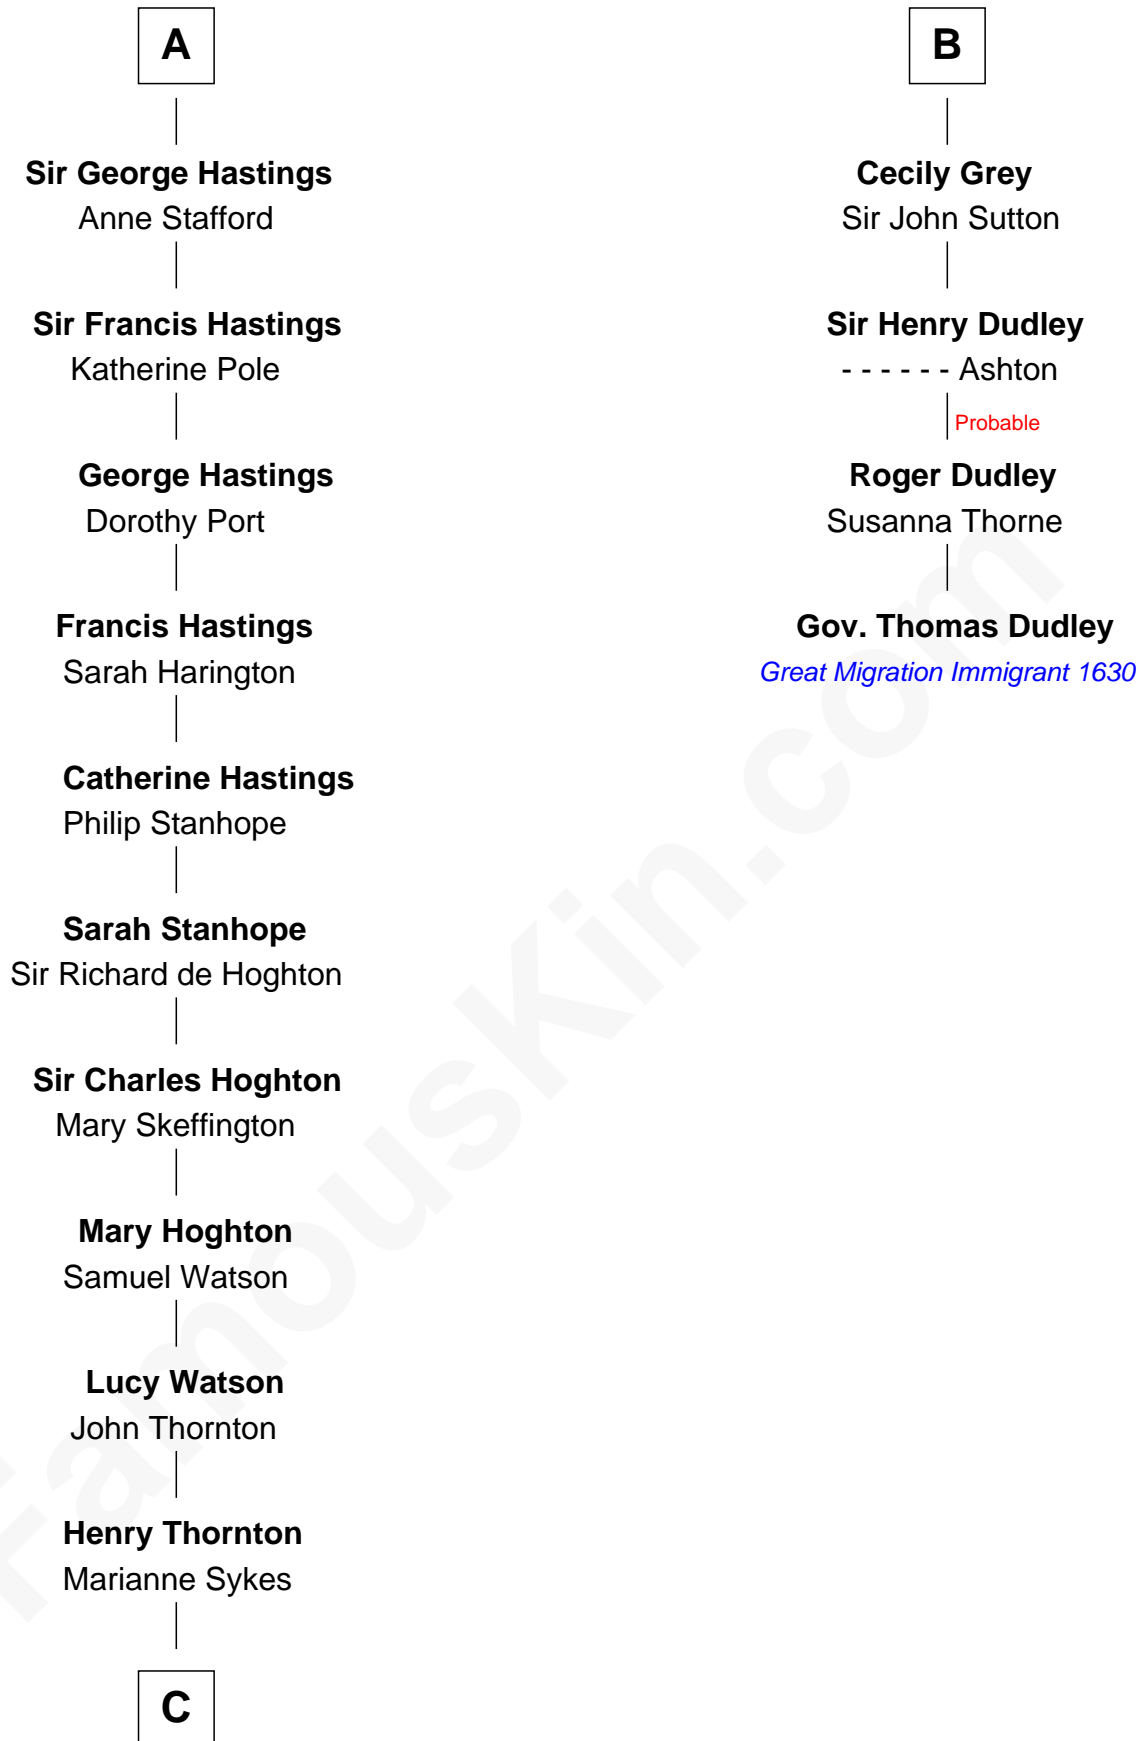 A
Sir George Hastings
Anne Stafford
Sir Francis Hastings
Katherine Pole
George Hastings
Dorothy Port
Francis Hastings
Sarah Harington
Catherine Hastings
Philip Stanhope
Sarah Stanhope
Sir Richard de Hoghton
Sir Charles Hoghton
Mary Skeffington
Mary Hoghton
Samuel Watson
Lucy Watson
John Thornton
Henry Thornton
Marianne Sykes
C
B
Cecily Grey
Sir John Sutton
Sir Henry Dudley
- - - - - - Ashton
Probable
Roger Dudley
Susanna Thorne
Gov. Thomas Dudley
Great Migration Immigrant 1630
FamousKin.com